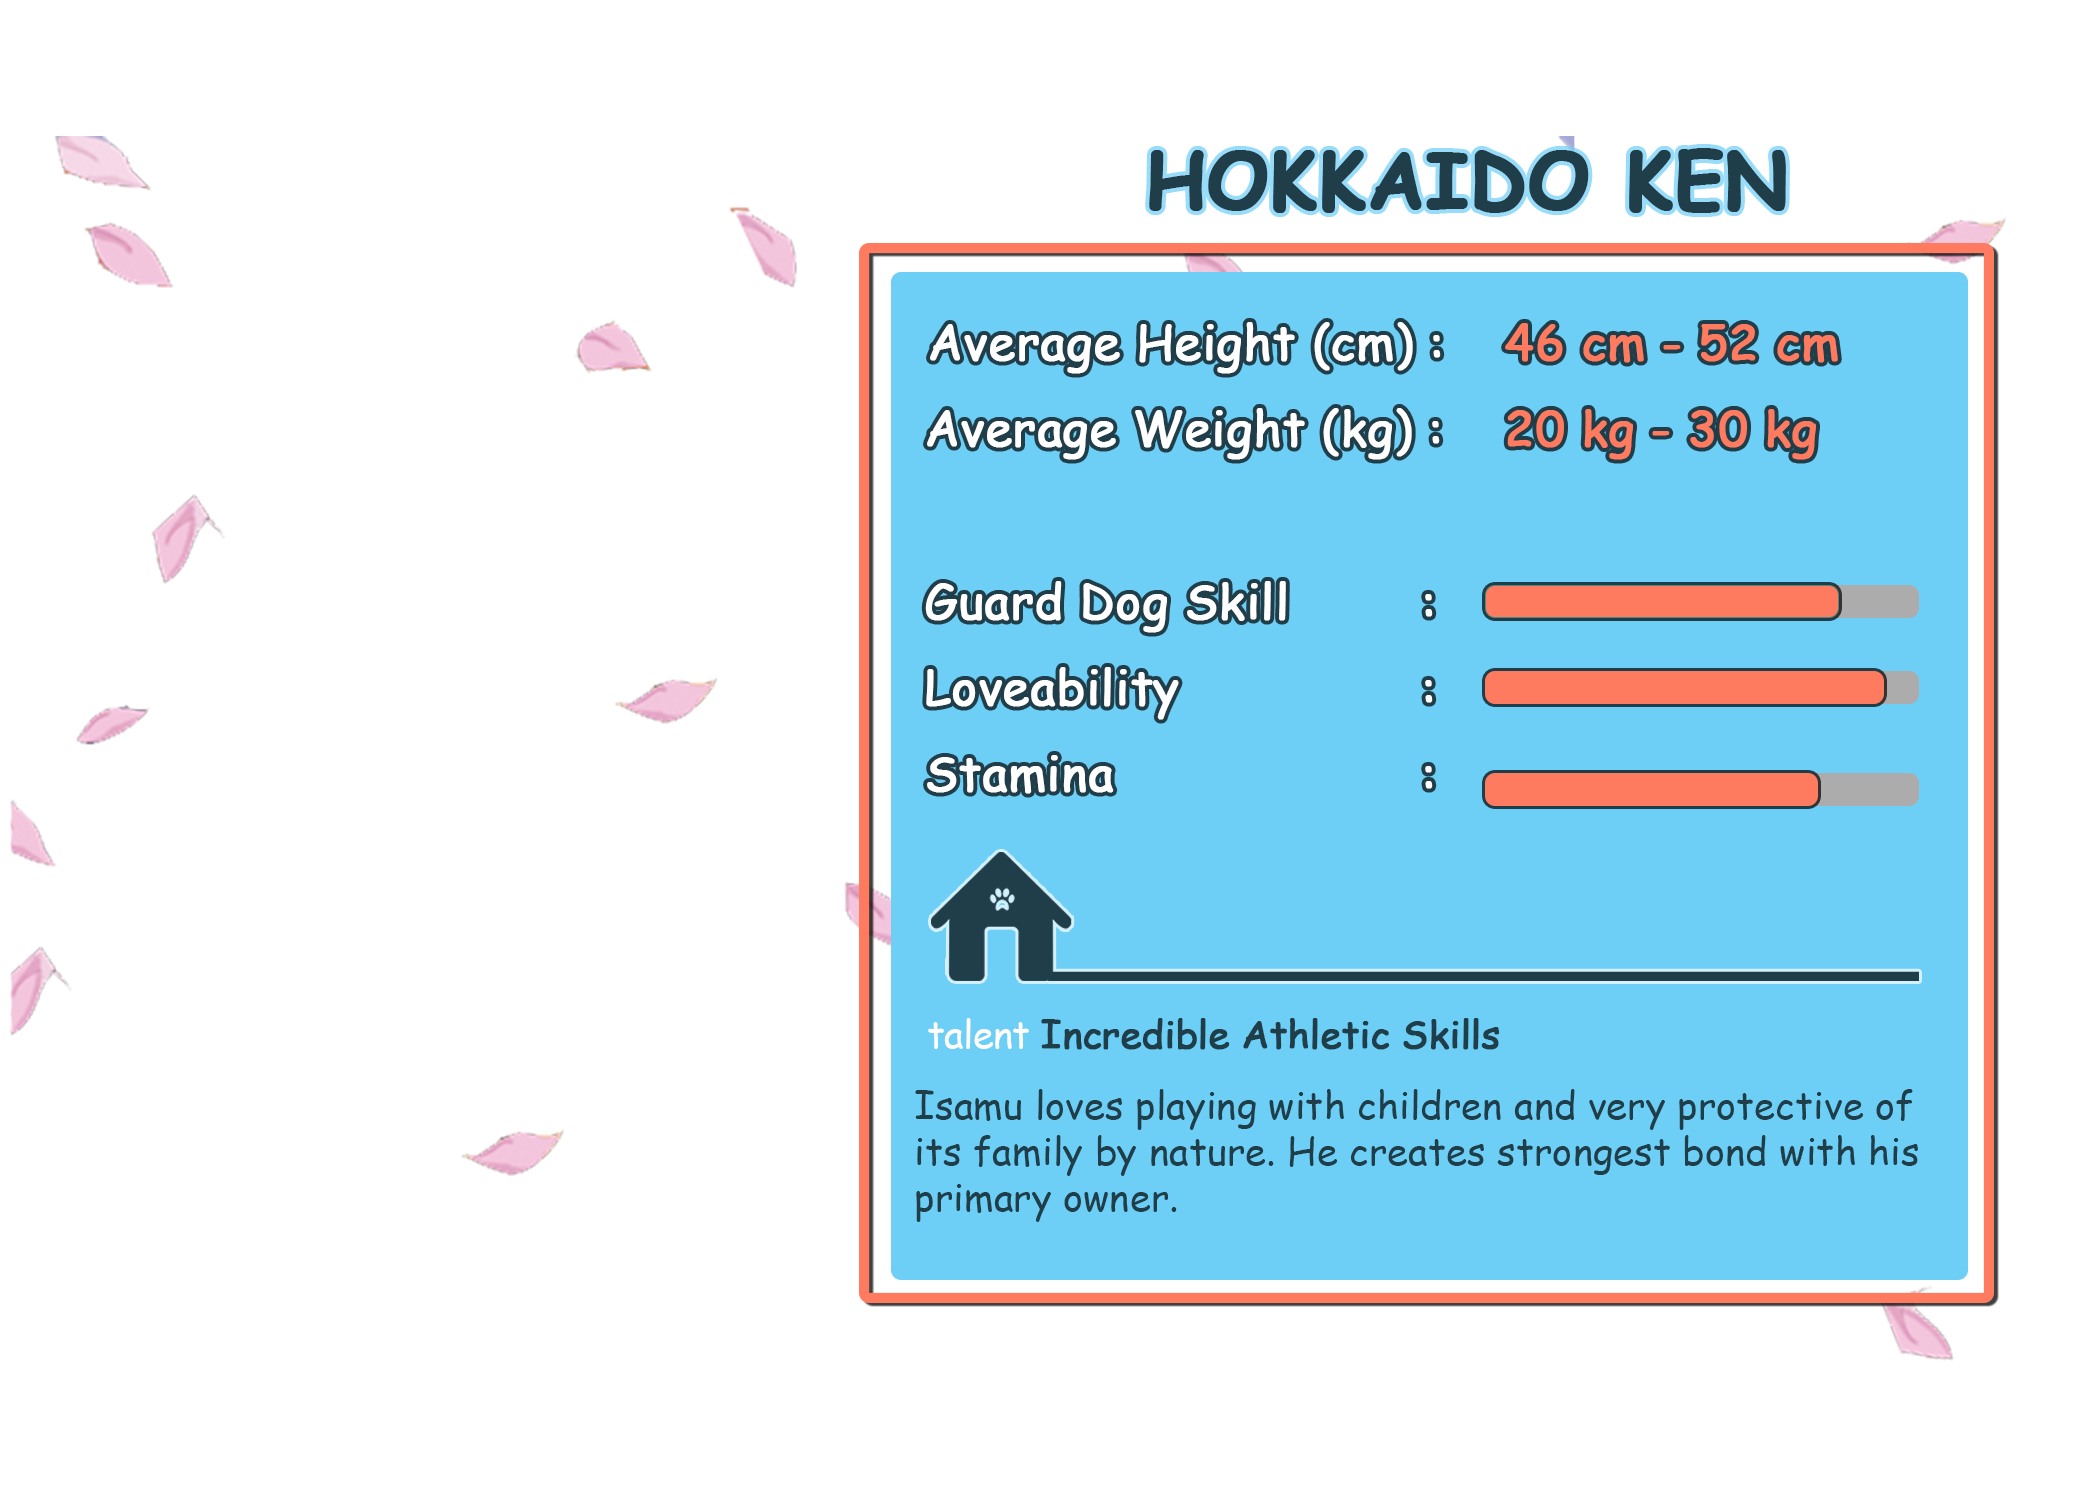 HOKKAIDO KEN
Average Height (cm) : 46 cm - 52 cm
Average Weight (kg) : 20 kg - 30 kg
Guard Dog Skill :
Loveability :
Stamina :
talent Incredible Athletic Skills
Isamu loves playing with children and very protective of
its family by nature. He creates strongest bond with his
primary owner.